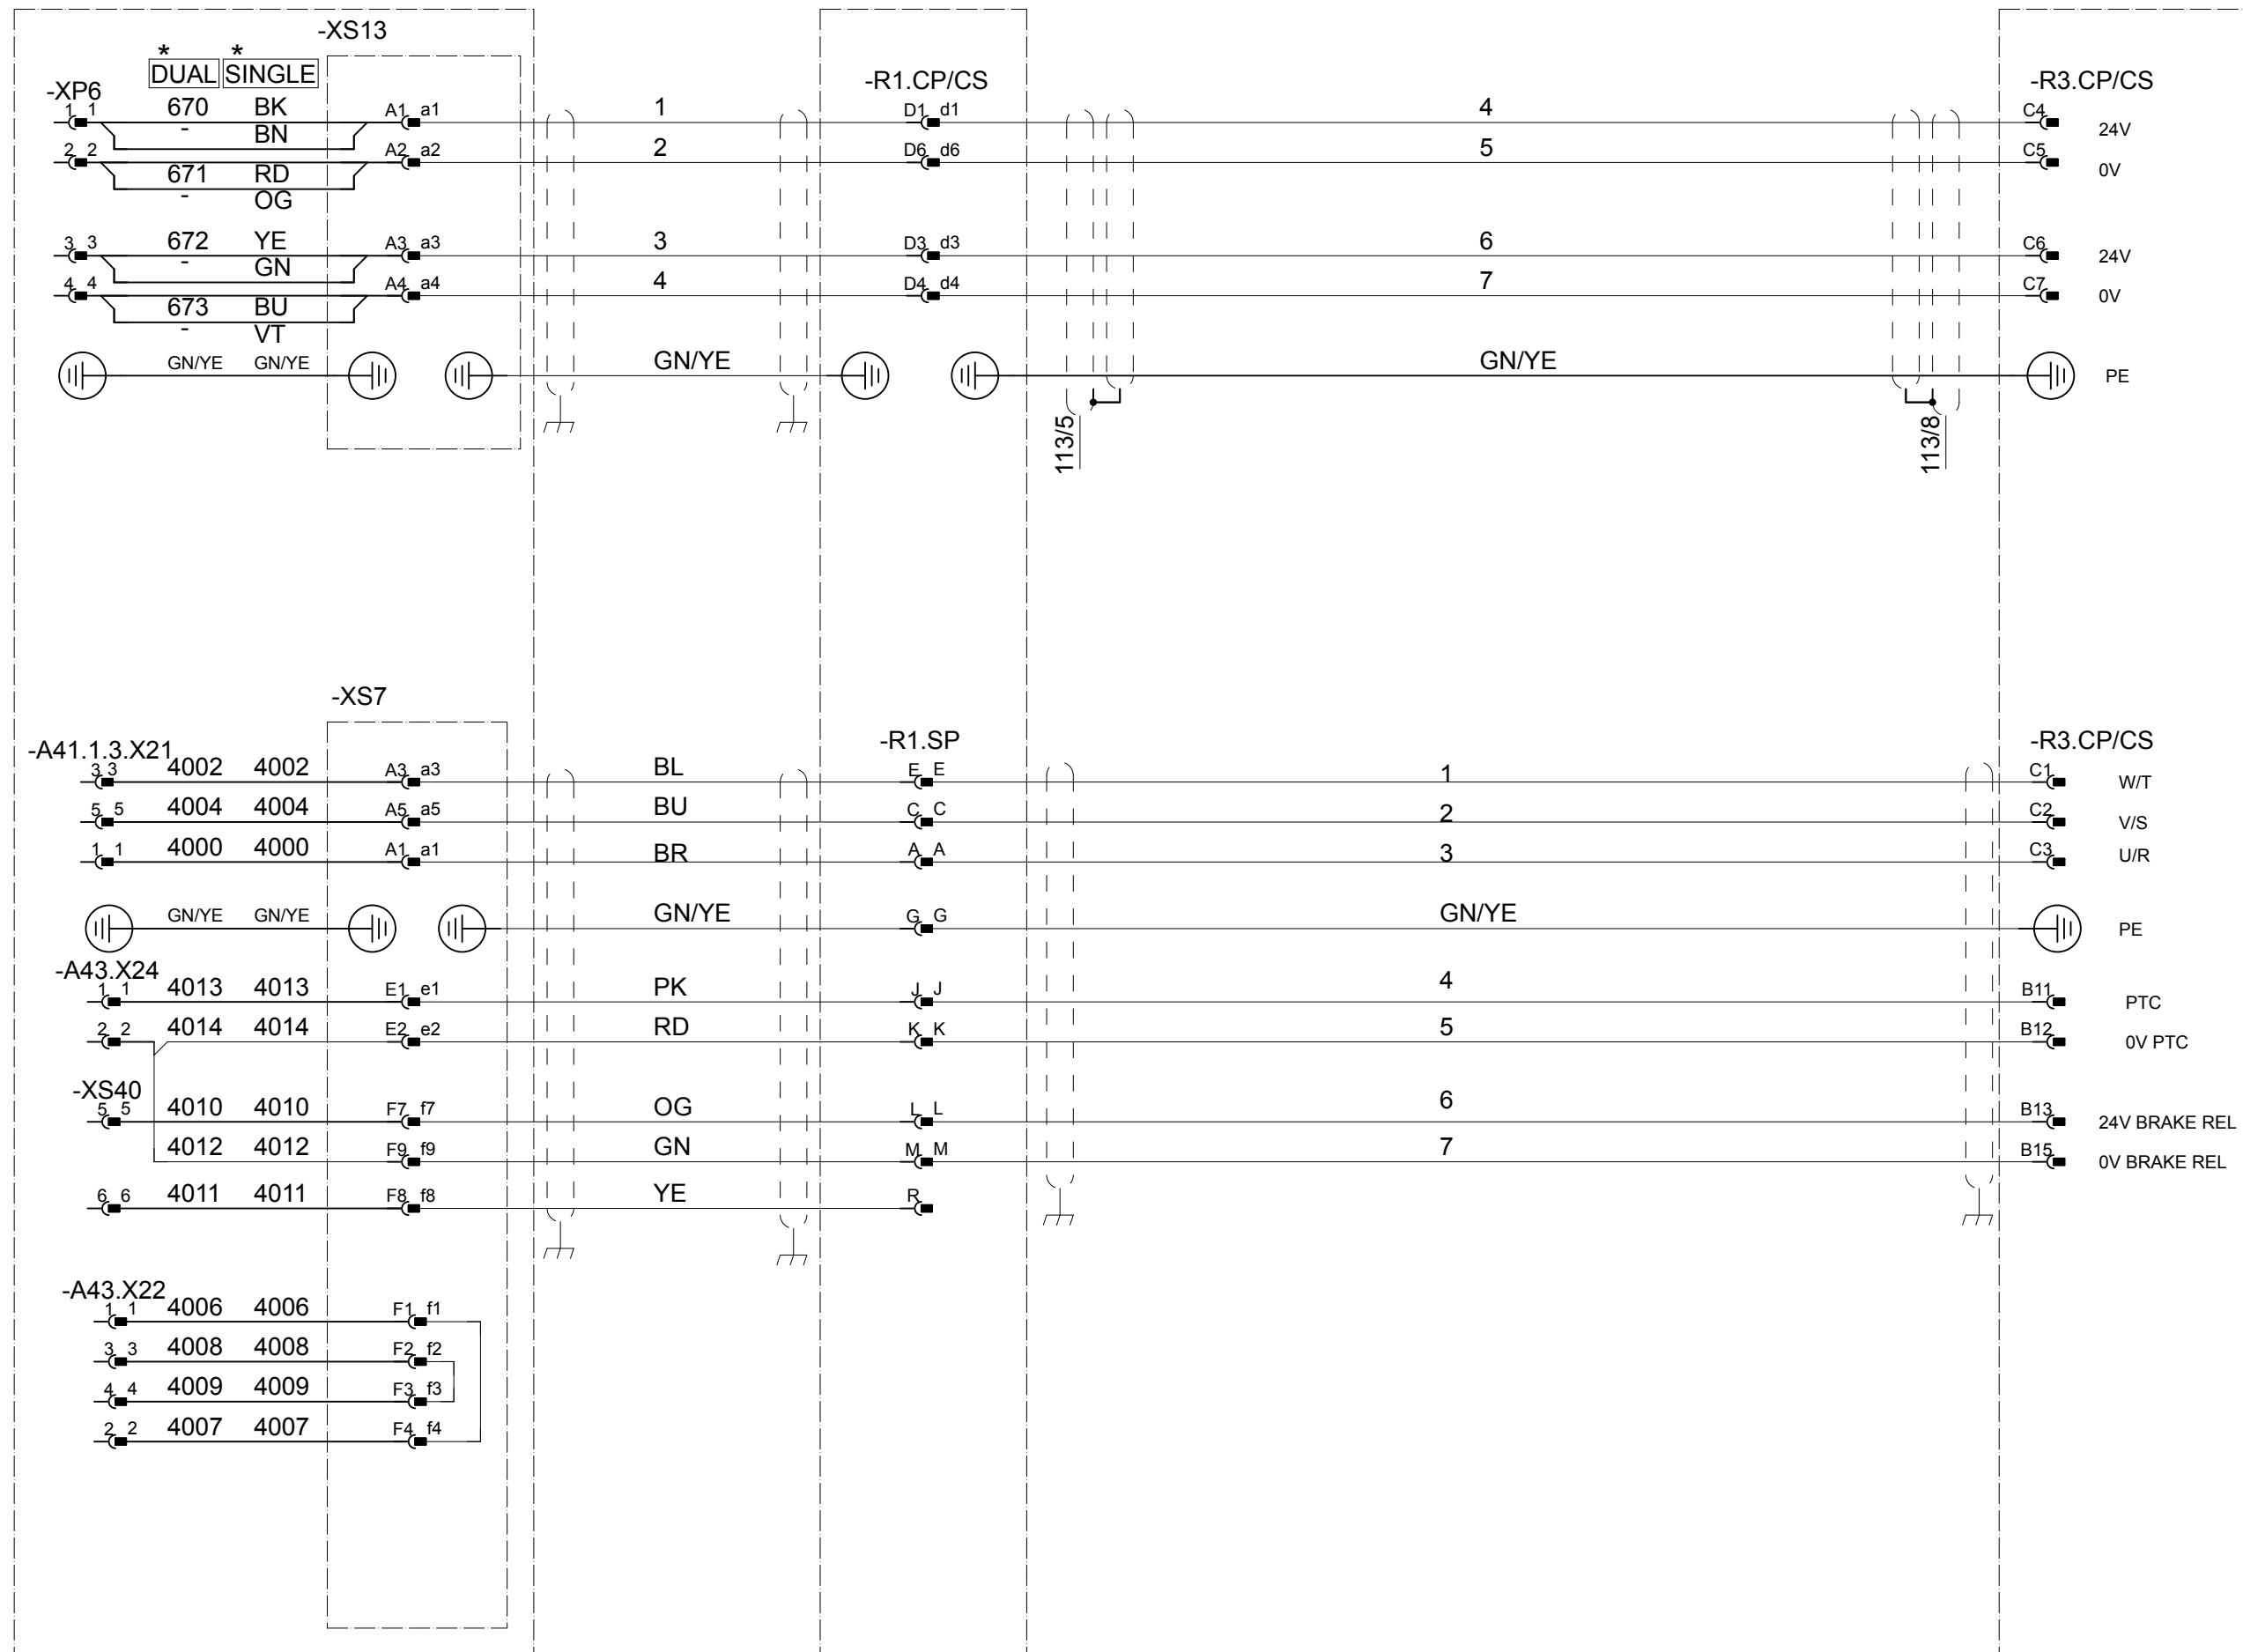 -XS13
* *
DUAL SINGLE
-XP6 -R1.CP/CS -R3.CP/CS
1 1 670 BK A1 a1 1 D1 d1 4 C4 24V
- BN
2 2 A2 a2 2 D6 d6 5 C5 0V
671 RD
- OG
3 3 672 YE A3 a3 3 D3 d3 6 C6 24V
- GN
4 4 A4 a4 4 D4 d4 7 C7 0V
673 BU
- VT
GN/YE GN/YE GN/YE GN/YE PE
113/5 113/8
-XS7
-A41.1.3.X21 -R1.SP -R3.CP/CS
3 3 4002 4002 A3 a3 BL E E 1 C1 W/T
5 5 4004 4004 A5 a5 BU C C 2 C2 V/S
1 1 4000 4000 A1 a1 BR A A 3 C3 U/R
GN/YE GN/YE GN/YE G G GN/YE PE
-A43.X24
1 1 4013 4013 E1 e1 PK J J 4 B11 PTC
2 2 4014 4014 E2 e2 RD K K 5 B12 0V PTC
-XS40
5 5 4010 4010 F7 f7 OG L L 6 B13 24V BRAKE REL
4012 4012 F9 f9 GN M M 7 B15 0V BRAKE REL
6 6 4011 4011 F8 f8 YE R
-A43.X22
1 1 4006 4006 F1 f1
3 3 4008 4008 F2 f2
4 4 4009 4009 F3 f3
2 2 4007 4007 F4 f4